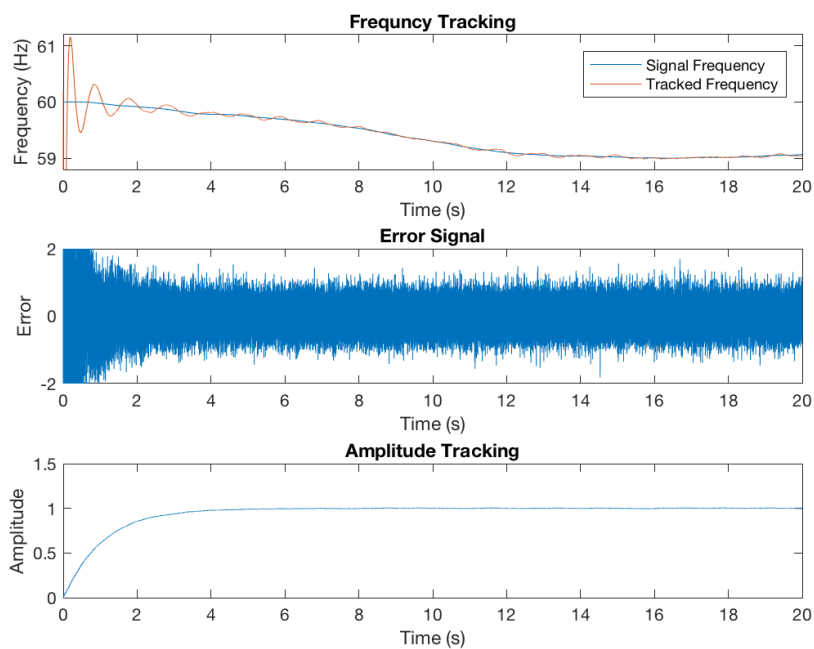 Frequncy Tracking
Frequency (Hz)
61
60
59
Signal Frequency
Tracked Frequency
0 2 4 6 8 10 12 14 16 18 20
Time (s)
Error Signal
Error
2
0
-2
0 2 4 6 8 10 12 14 16 18 20
Time (s)
Amplitude Tracking
Amplitude
1.5
1
0.5
0
0 2 4 6 8 10 12 14 16 18 20
Time (s)